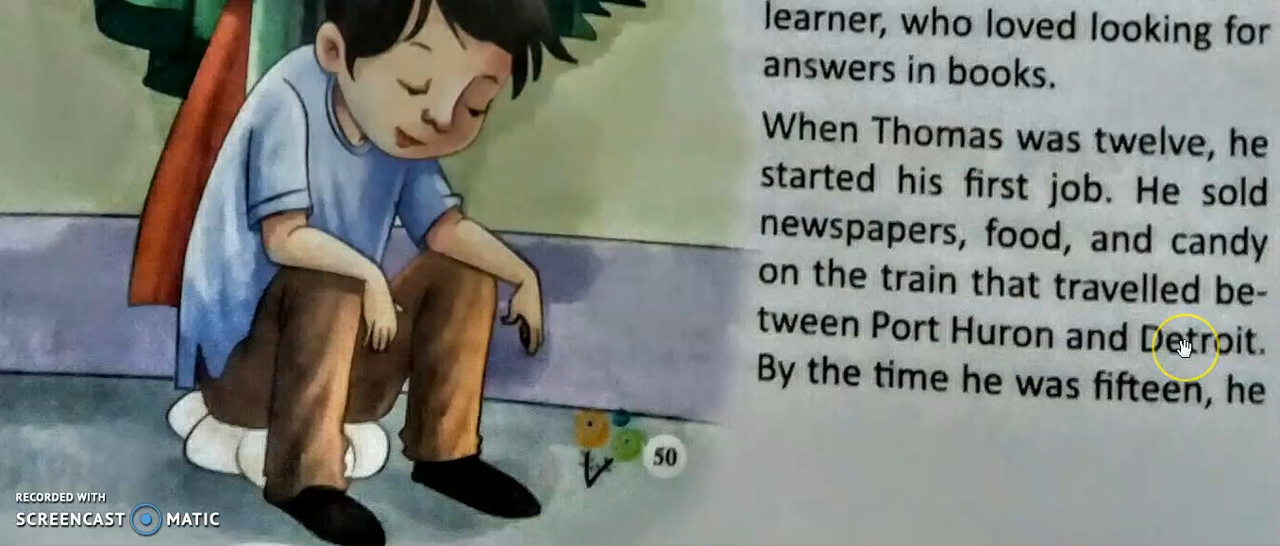 learner, who loved looking for
answers in books.
When Thomas was twelve, he
started his first job. He sold
newspapers, food, and candy
on the train that travelled be-
tween Port Huron and Detroit.
By the time he was fifteen, he
50
RECORDED WITH
SCREENCAST MATIC